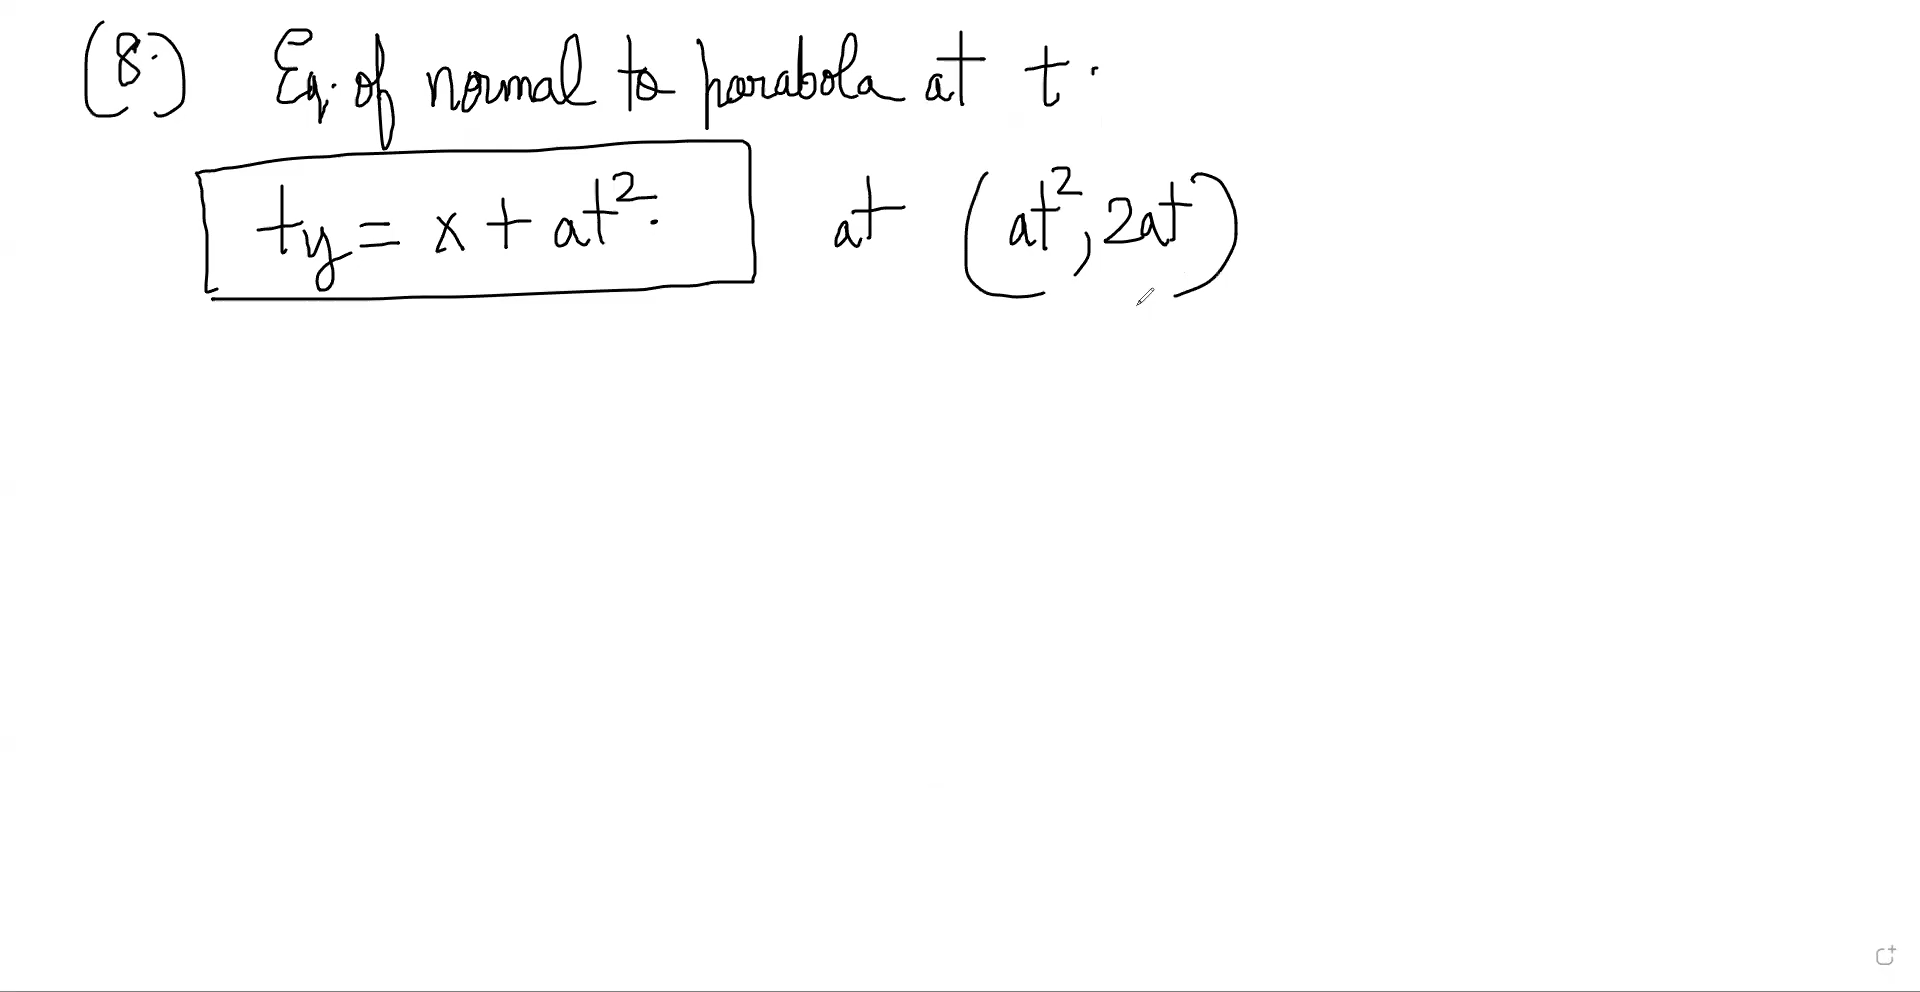 (8.) Eq. of normal to parabola at t.
ty = x + at². at (at², 2at)